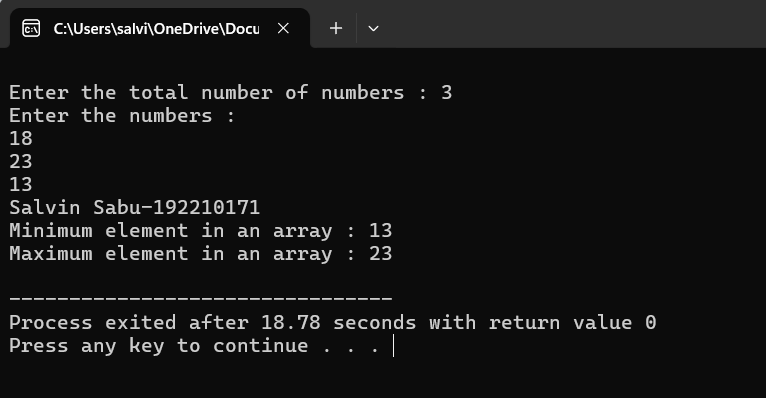 C:\Users\salvi\OneDrive\Docu
Enter the total number of numbers : 3
Enter the numbers :
18
23
13
Salvin Sabu-192210171
Minimum element in an array : 13
Maximum element in an array : 23
--------------------------------
Process exited after 18.78 seconds with return value 0
Press any key to continue . . .